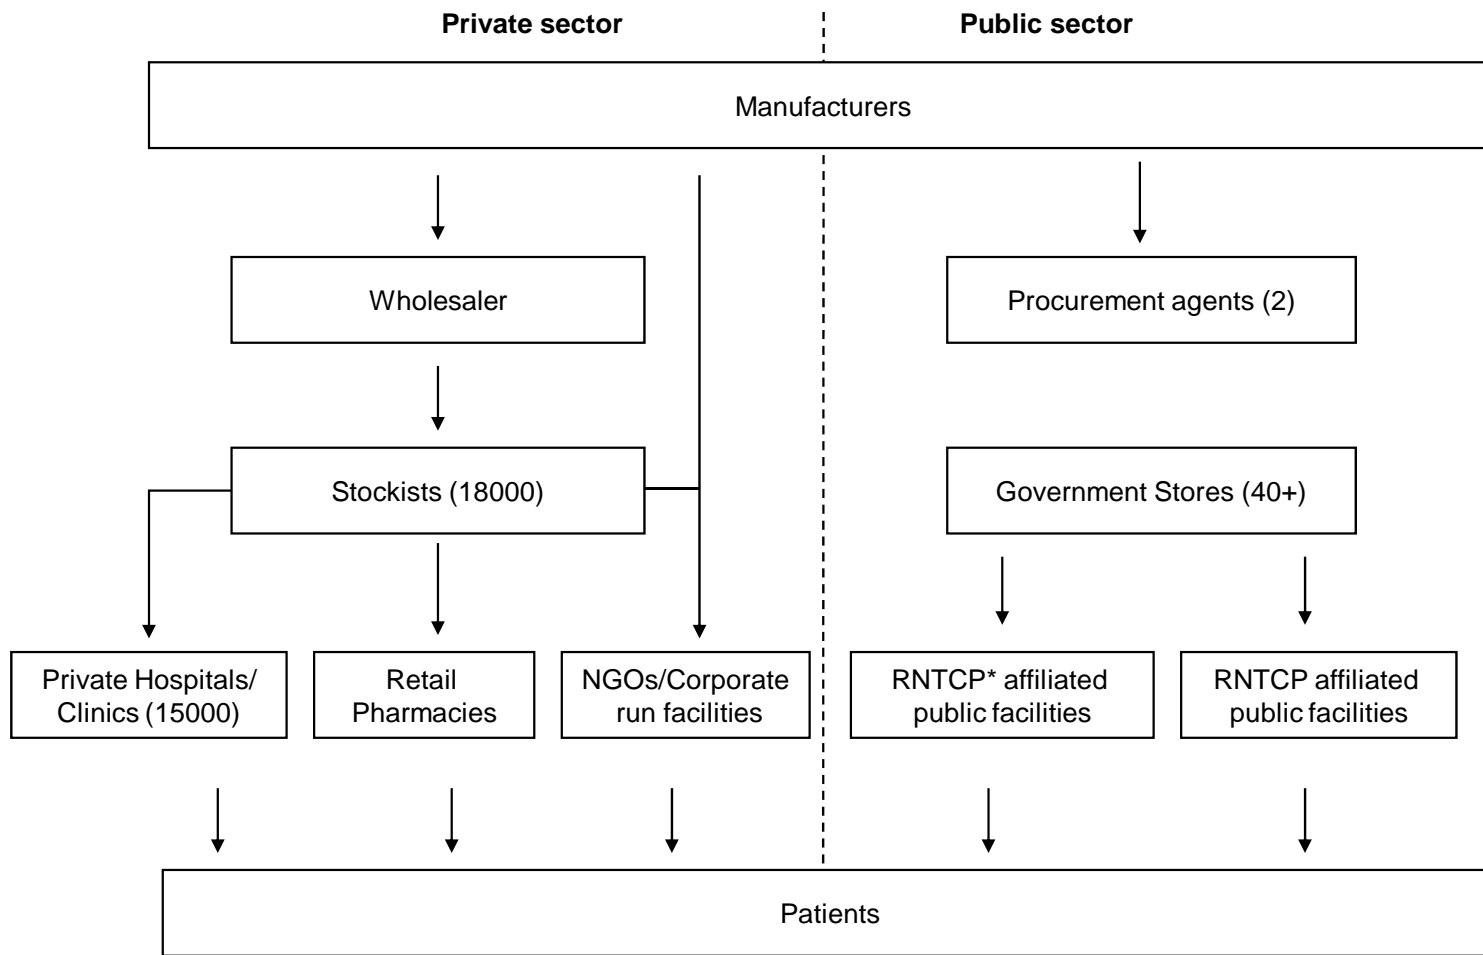 Private sector
Public sector
Manufacturers
Wholesaler
Procurement agents (2)
Stockists (18000)
Government Stores (40+)
Private Hospitals/
Clinics (15000)
Retail
Pharmacies
NGOs/Corporate
run facilities
RNTCP* affiliated
public facilities
RNTCP affiliated
public facilities
Patients